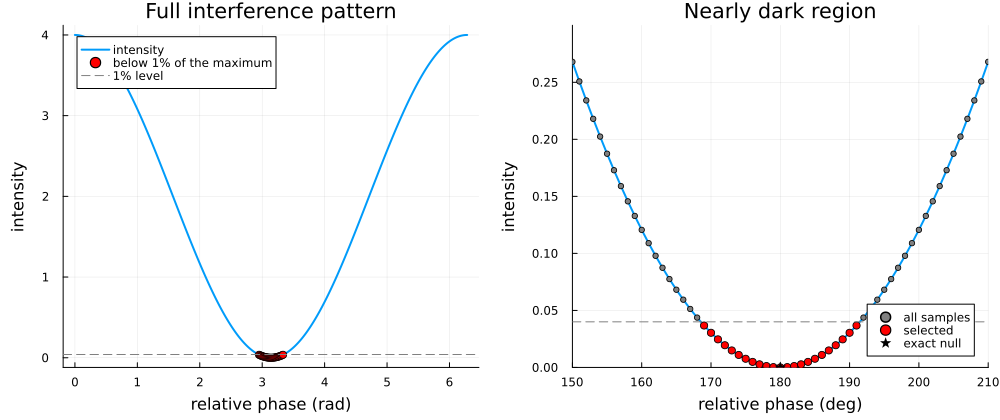 Full interference pattern
intensity
4
3
2
1
0
intensity
below 1% of the maximum
1% level
0
1
2
3
4
5
6
relative phase (rad)
Nearly dark region
intensity
0.25
0.20
0.15
0.10
0.05
0.00
all samples
selected
exact null
150
160
170
180
190
200
210
relative phase (deg)